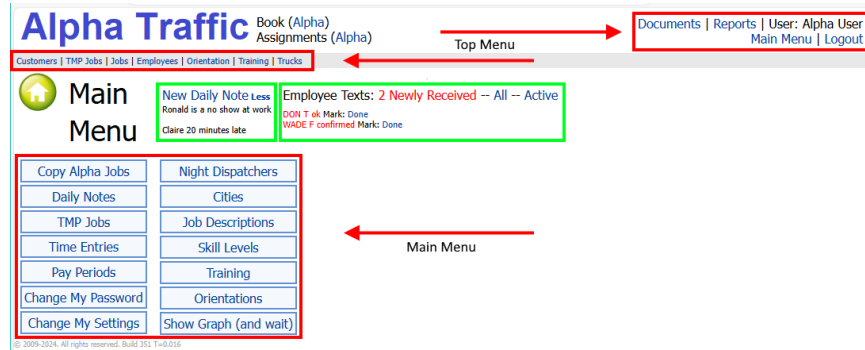 Alpha Traffic Book (Alpha)
Assignments (Alpha)
Documents | Reports | User: Alpha User
Main Menu | Logout
Top Menu
Customers | TMP Jobs | Jobs | Employees | Orientation | Training | Trucks
Main
Menu
New Daily Note Less
Ronald is a no show at work
Claire 20 minutes late
Employee Texts: 2 Newly Received -- All -- Active
DON T ok Mark: Done
WADE F confirmed Mark: Done
Copy Alpha Jobs Night Dispatchers
Daily Notes Cities
TMP Jobs Job Descriptions
Time Entries Skill Levels
Pay Periods Training
Change My Password Orientations
Change My Settings Show Graph (and wait)
Main Menu
© 2009-2024. All rights reserved. Build 351 T=0.016